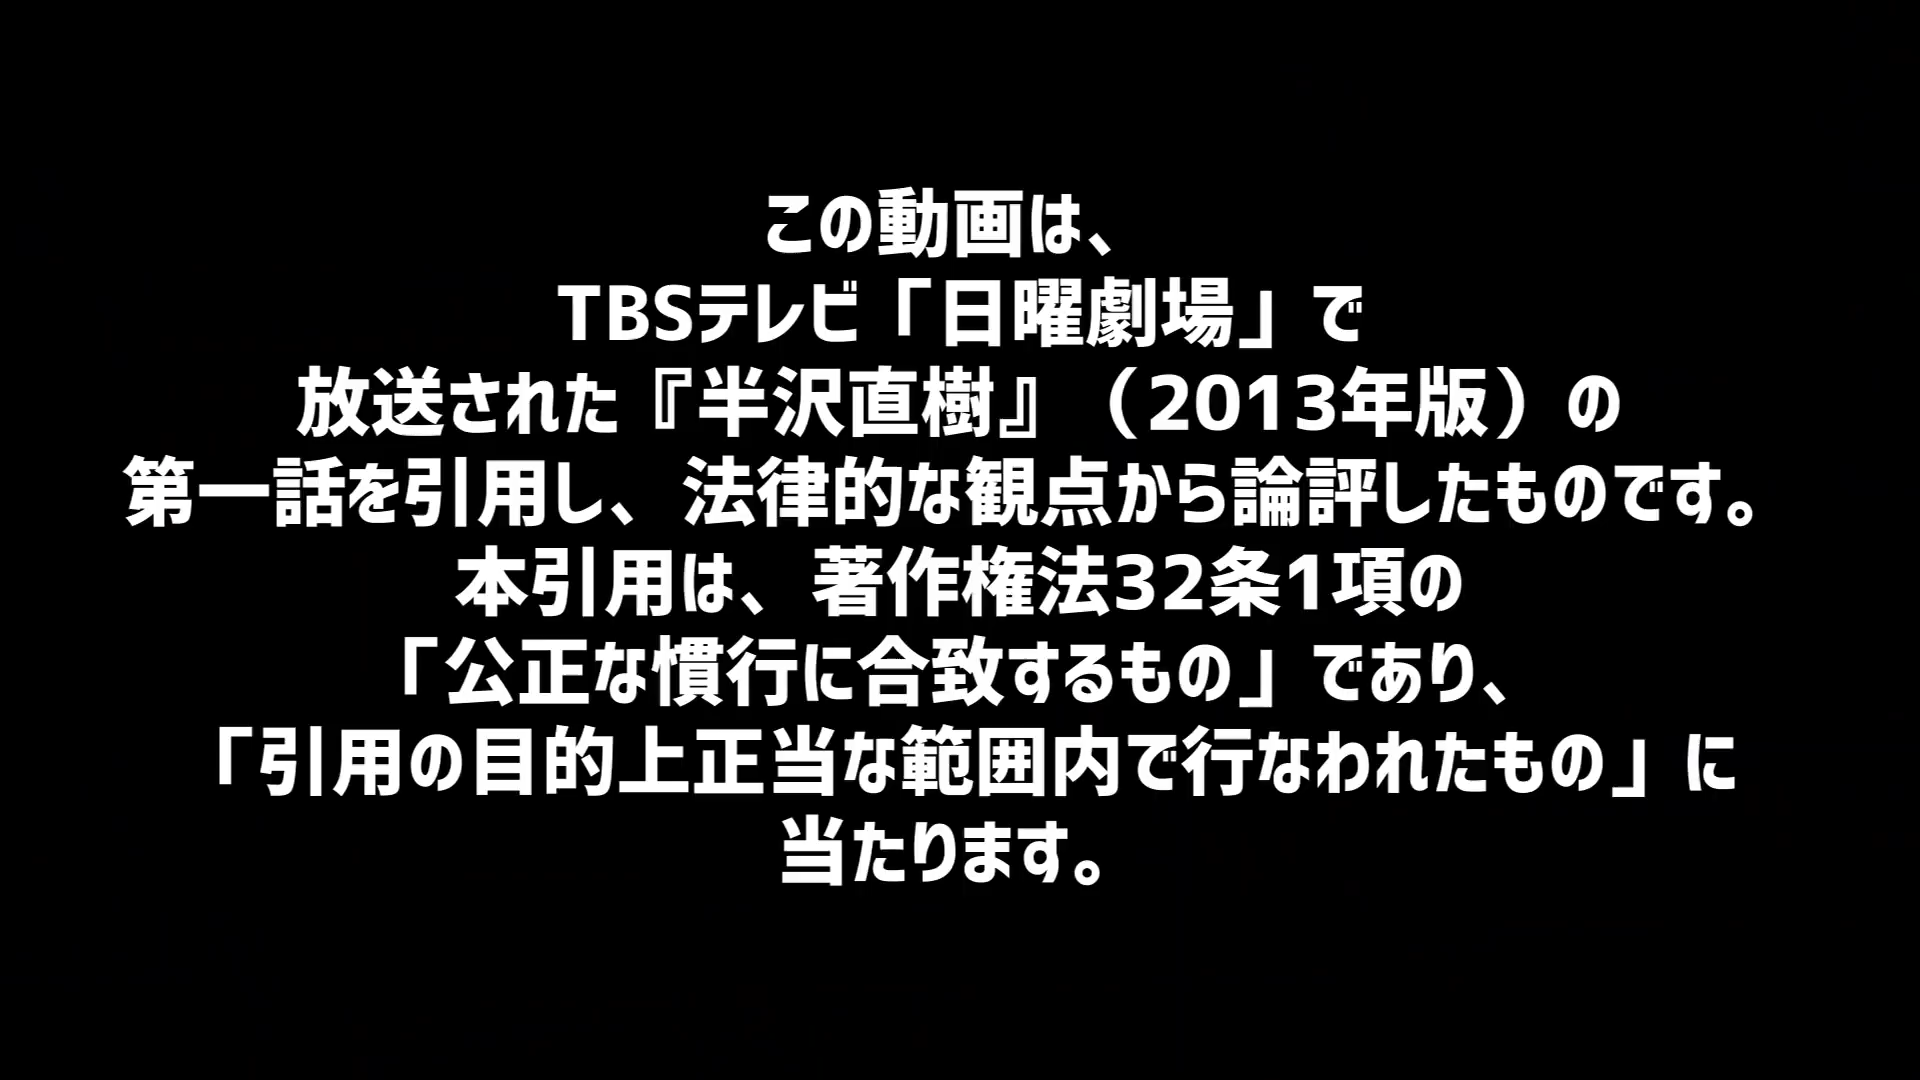 この動画は、
TBSテレビ「日曜劇場」で
放送された『半沢直樹』（2013年版）の
第一話を引用し、法律的な観点から論評したものです。
本引用は、著作権法32条1項の
「公正な慣行に合致するもの」であり、
「引用の目的上正当な範囲内で行なわれたもの」に
当たります。